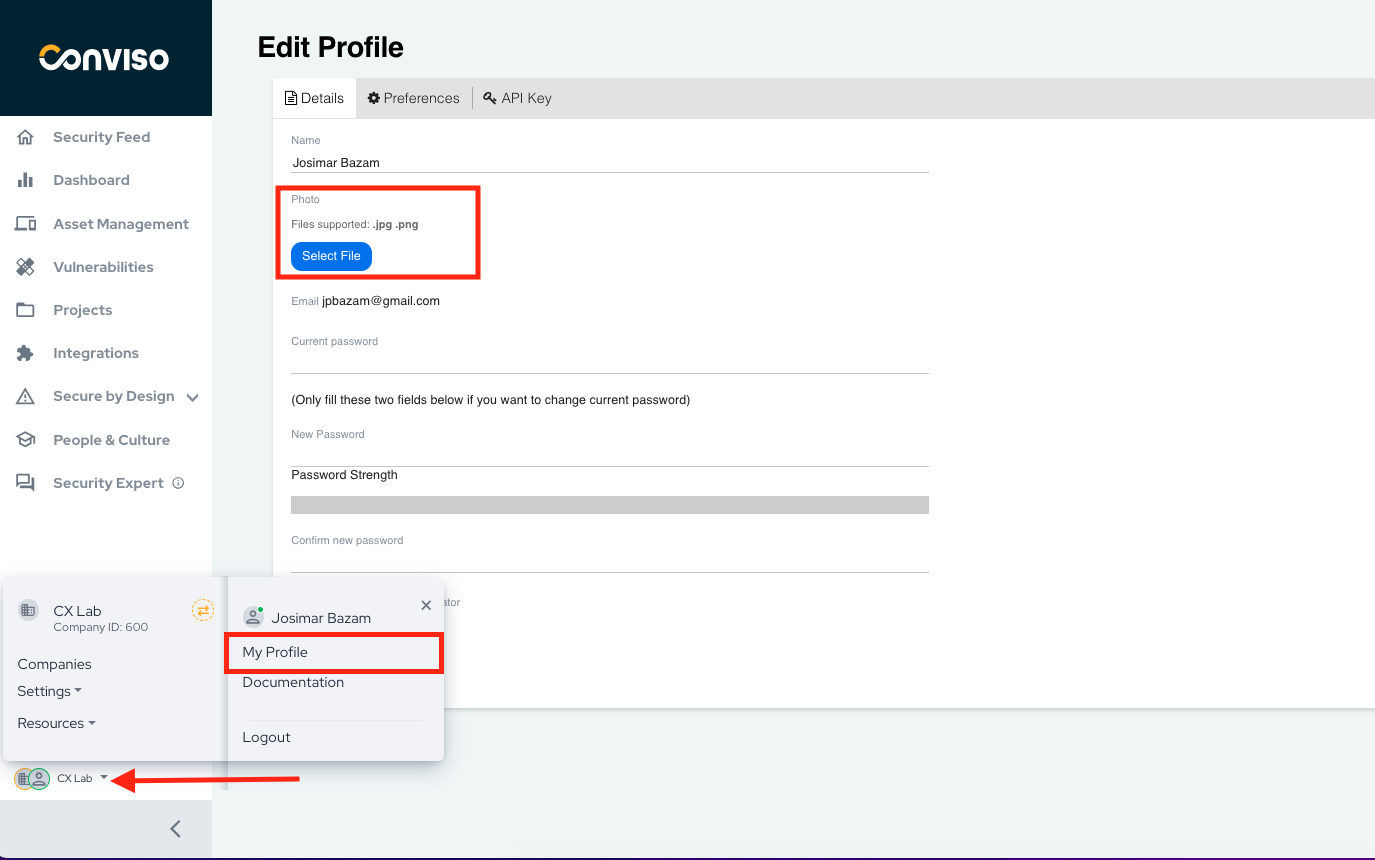 Conviso
Security Feed
Dashboard
Asset Management
Vulnerabilities
Projects
Integrations
Secure by Design
People & Culture
Security Expert
Edit Profile
Details
Preferences
API Key
Name
Josimar Bazam
Photo
Files supported: .jpg .png
Select File
Email jpbazam@gmail.com
Current password
(Only fill these two fields below if you want to change current password)
New Password
Password Strength
Confirm new password
ator
CX Lab
Company ID: 600
Companies
Settings
Resources
Josimar Bazam
My Profile
Documentation
Logout
CX Lab